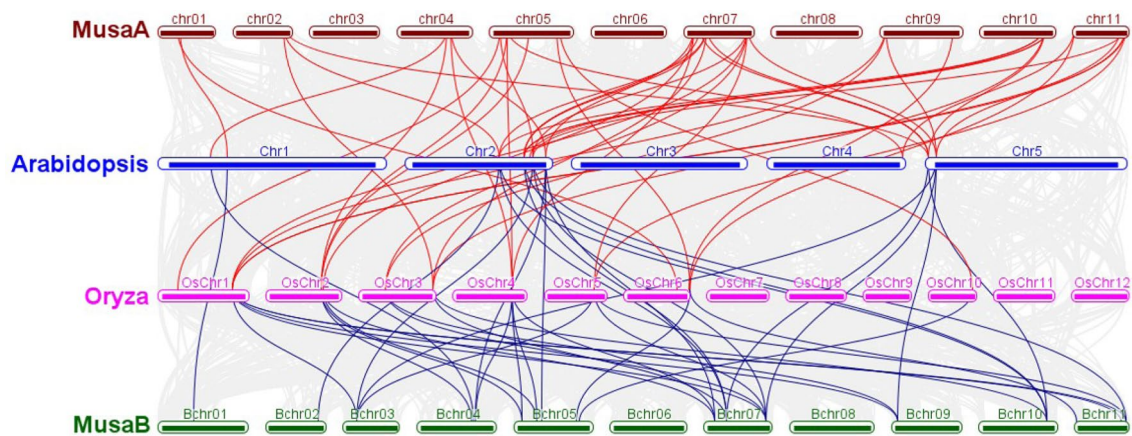 MusaA chr01 chr02 chr03 chr04 chr05 chr06 chr07 chr08 chr09 chr10 chr11
Arabidopsis Chr1 Chr2 Chr3 Chr4 Chr5
Oryza OsChr1 OsChr2 OsChr3 OsChr4 OsChr5 OsChr6 OsChr7 OsChr8 OsChr9 OsChr10 OsChr11 OsChr12
MusaB Bchr01 Bchr02 Bchr03 Bchr04 Bchr05 Bchr06 Bchr07 Bchr08 Bchr09 Bchr10 Bchr11